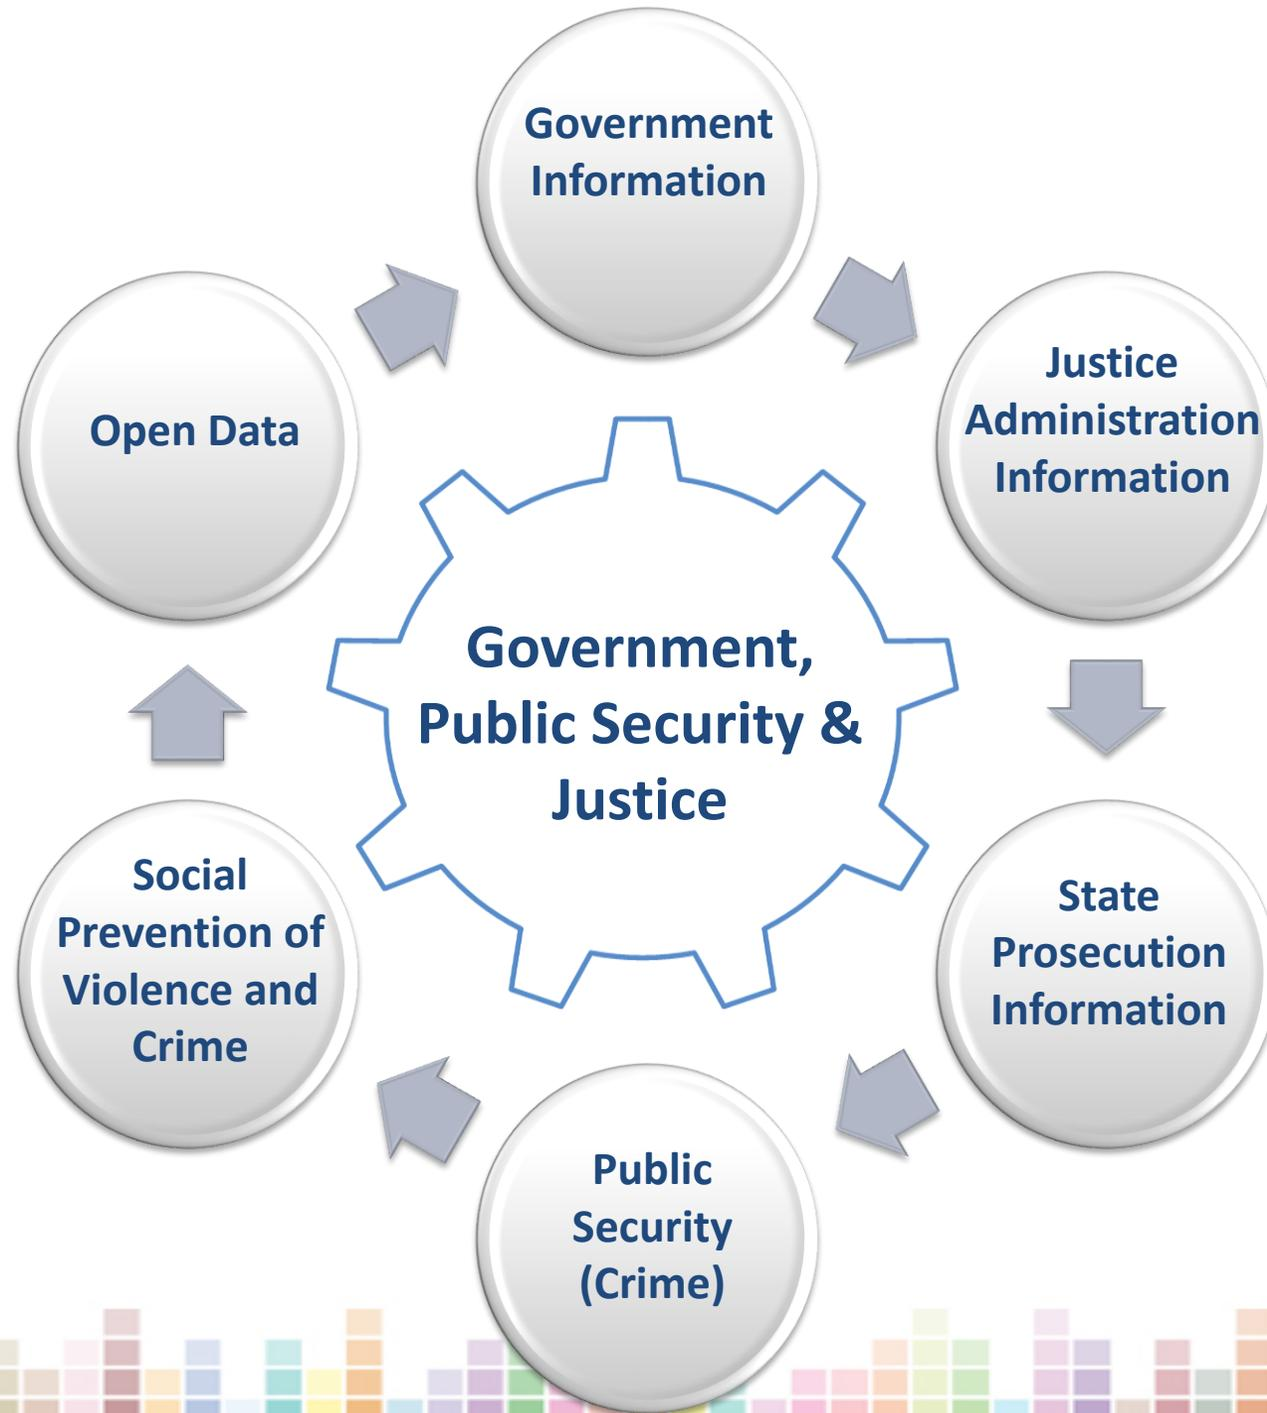 Government
Information
Justice
Administration
Information
State
Prosecution
Information
Public
Security
(Crime)
Social
Prevention of
Violence and
Crime
Open Data
Government,
Public Security &
Justice